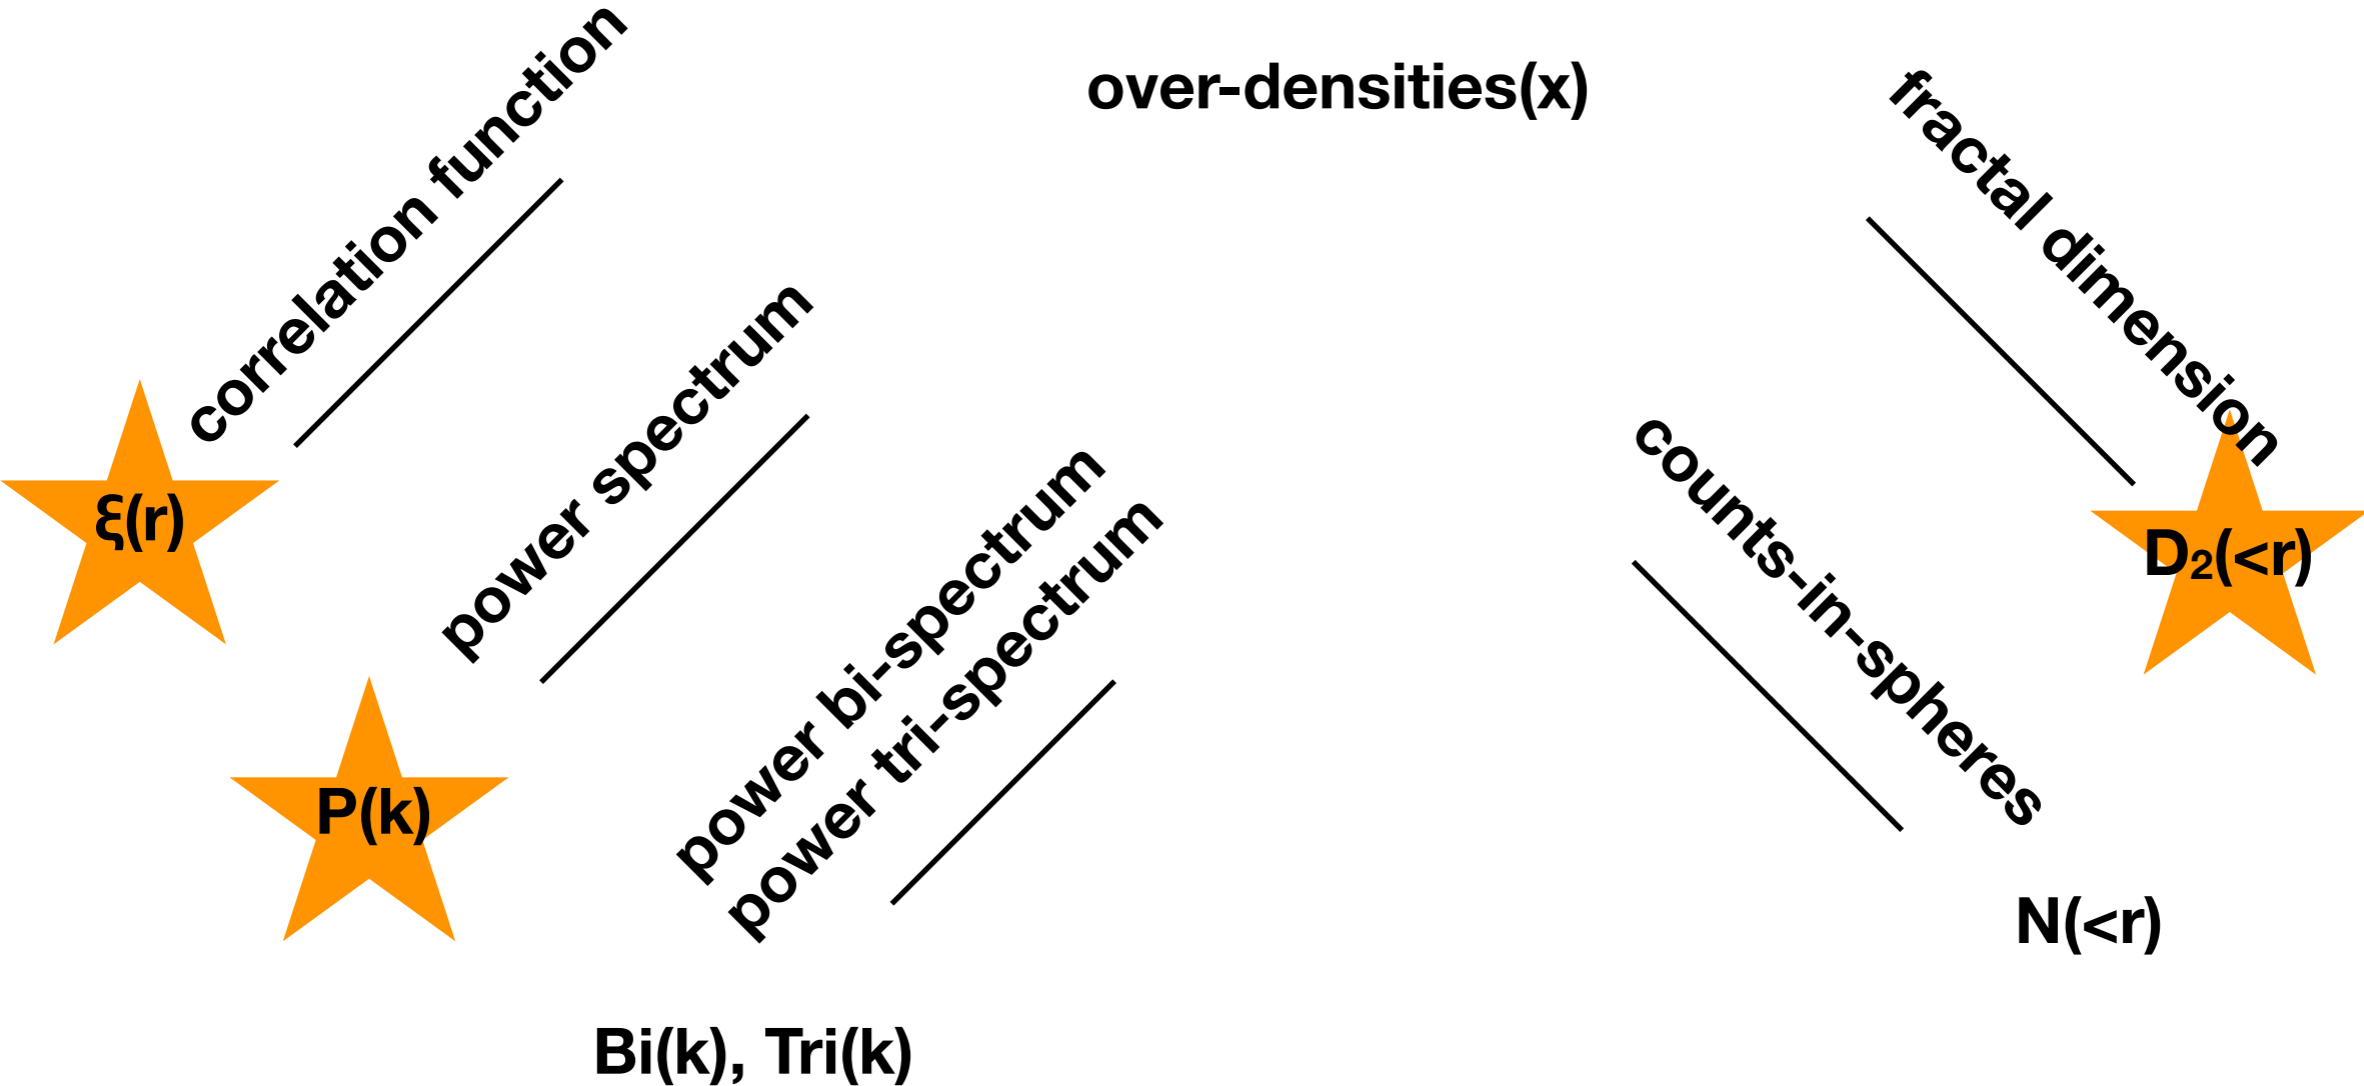 over-densities(x)
correlation function
ξ(r)
power spectrum
P(k)
power bi-spectrum
power tri-spectrum
Bi(k), Tri(k)
fractal dimension
D₂(<r)
counts-in-spheres
N(<r)